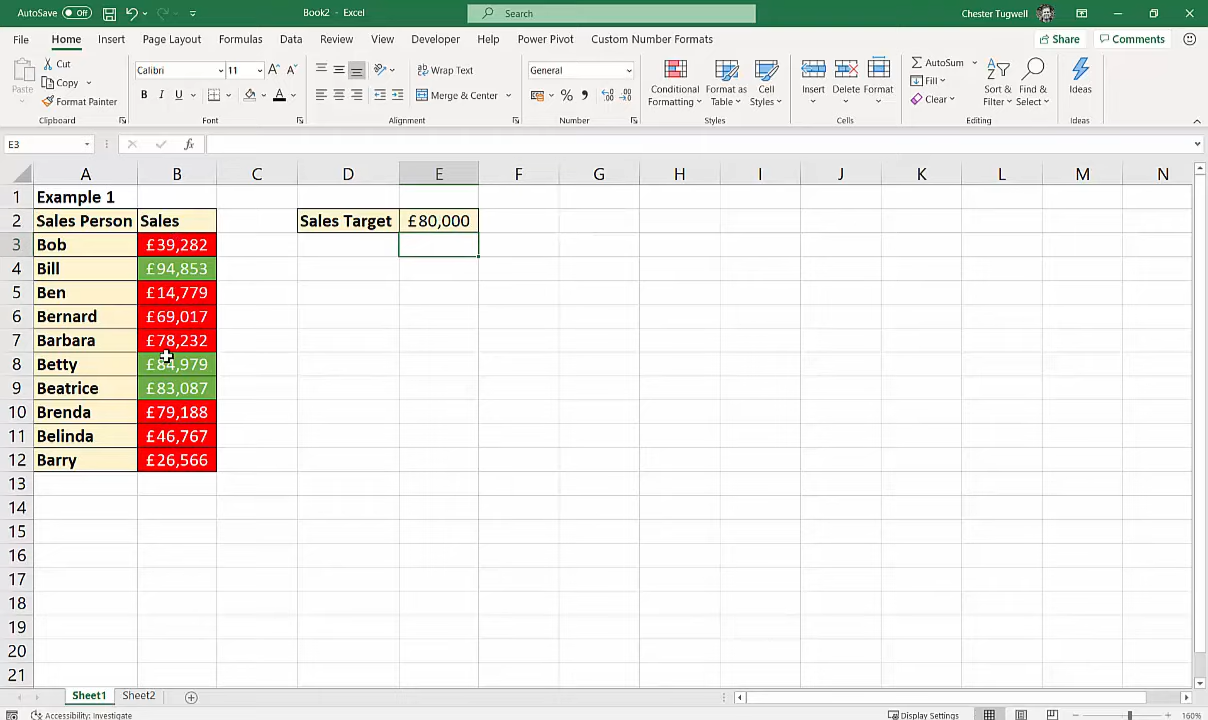 AutoSave Off Book2 - Excel Search Chester Tugwell
File Home Insert Page Layout Formulas Data Review View Developer Help Power Pivot Custom Number Formats Share Comments
Paste Cut Copy Format Painter
Calibri 11 B I U A
Wrap Text Merge & Center
General %
Conditional Formatting Format as Table Cell Styles
Insert Delete Format
AutoSum Fill Clear Sort & Filter Find & Select
Ideas
Clipboard Font Alignment Number Styles Cells Editing Ideas
E3 fx
A B C D E F G H I J K L M N
1 Example 1
2 Sales Person Sales Sales Target £80,000
3 Bob £39,282
4 Bill £94,853
5 Ben £14,779
6 Bernard £69,017
7 Barbara £78,232
8 Betty £84,979
9 Beatrice £83,087
10 Brenda £79,188
11 Belinda £46,767
12 Barry £26,566
13
14
15
16
17
18
19
20
21
Sheet1 Sheet2
Accessibility: Investigate Display Settings 160%